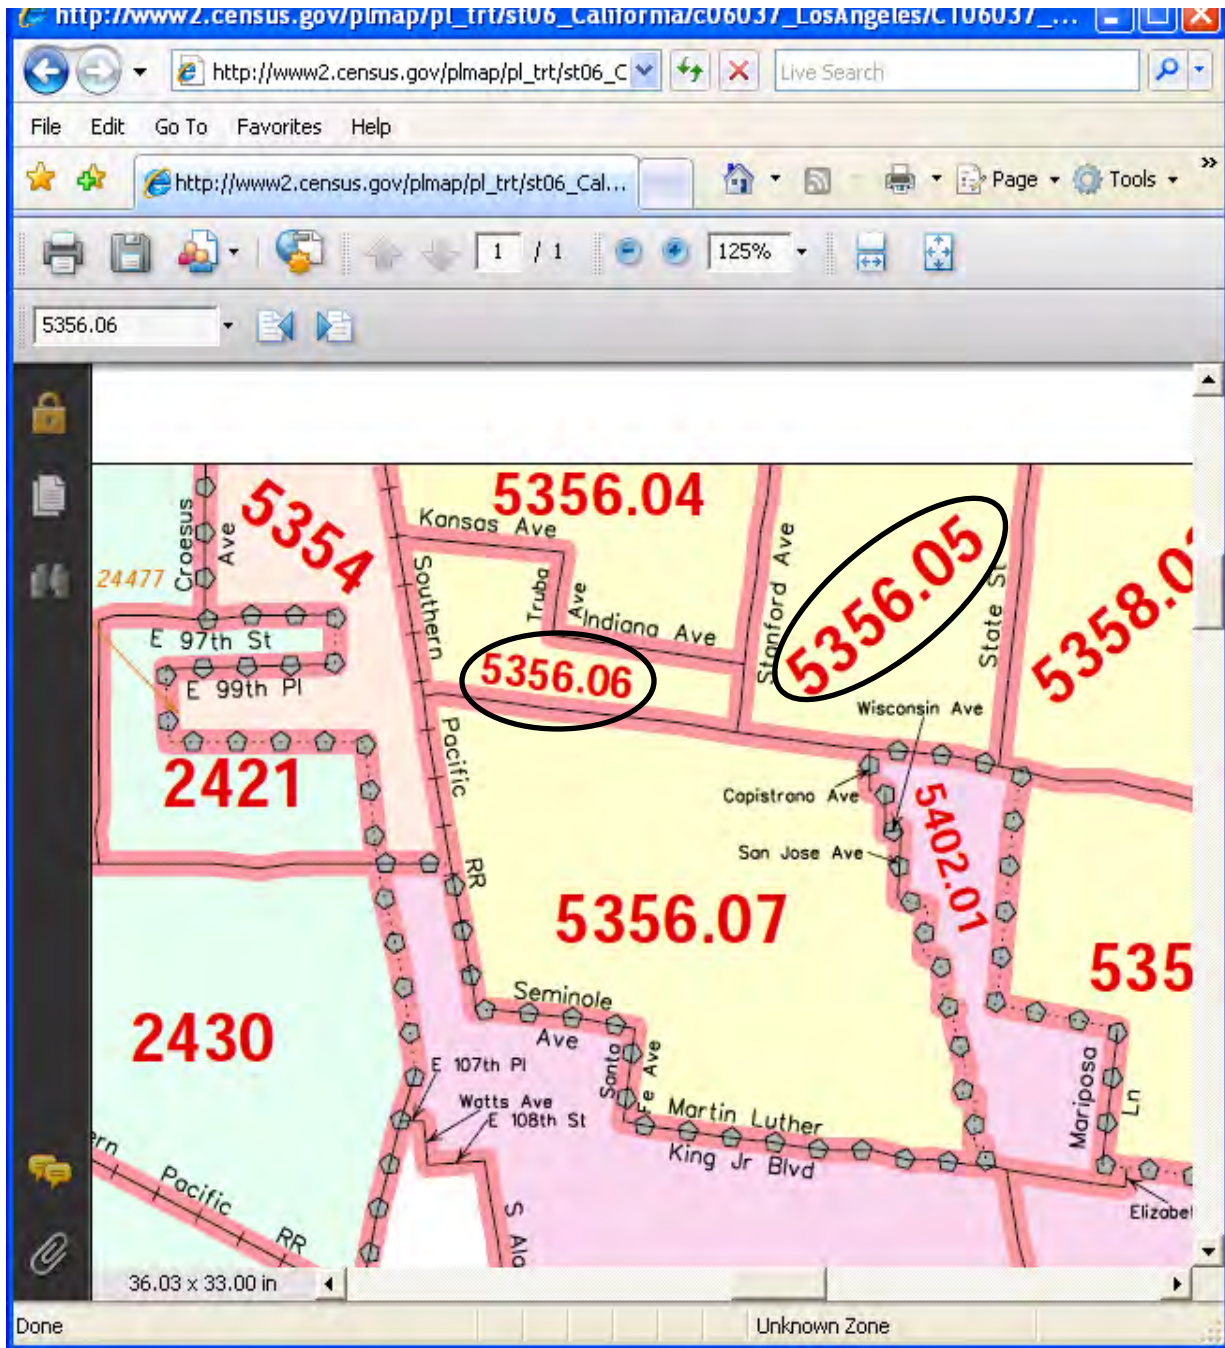 http://www2.census.gov/plmap/pl_trt/st06_California/c06037_LosAngeles/CT06037_...
http://www2.census.gov/plmap/pl_trt/st06_C
Live Search
File Edit Go To Favorites Help
http://www2.census.gov/plmap/pl_trt/st06_Cal...
Page
Tools
»
1 / 1
125%
5356.06
5354
5356.04
5356.05
5358.0
Croesus Ave
24477
Kansas Ave
Southern
Truba Ave
Indiana Ave
Stanford Ave
State St
E 97th St
E 99th Pl
5356.06
Wisconsin Ave
Pacific
2421
Capistrano Ave
5402.01
San Jose Ave
RR
5356.07
535
2430
Seminole Ave
Santa Fe Ave
E 107th Pl
Watts Ave
E 108th St
Martin Luther
King Jr Blvd
Mariposa Ln
ern Pacific RR
S Ala
Elizabe
36.03 x 33.00 in
Done
Unknown Zone